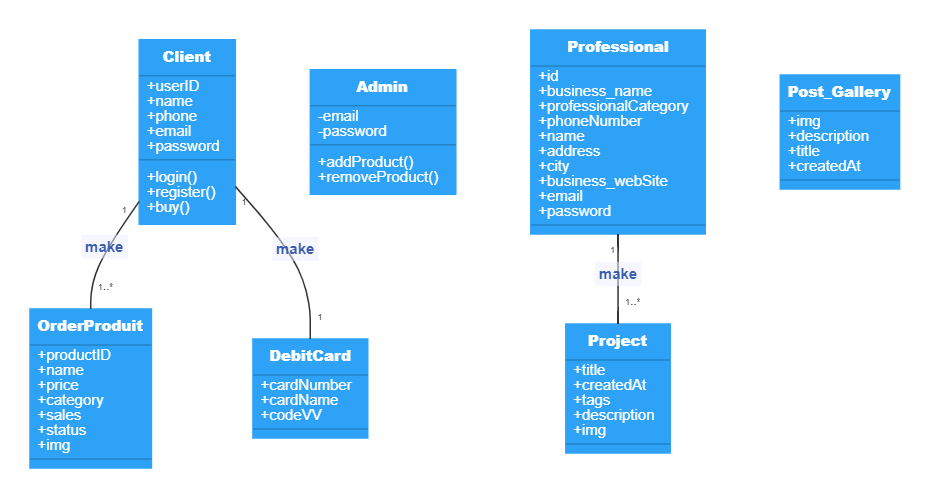 Client
+userID
+name
+phone
+email
+password
+login()
+register()
+buy()
Admin
-email
-password
+addProduct()
+removeProduct()
Professional
+id
+business_name
+professionalCategory
+phoneNumber
+name
+address
+city
+business_webSite
+email
+password
Post_Gallery
+img
+description
+title
+createdAt
1
make
1..*
1
make
1
1
make
1..*
OrderProduit
+productID
+name
+price
+category
+sales
+status
+img
DebitCard
+cardNumber
+cardName
+codeVV
Project
+title
+createdAt
+tags
+description
+img